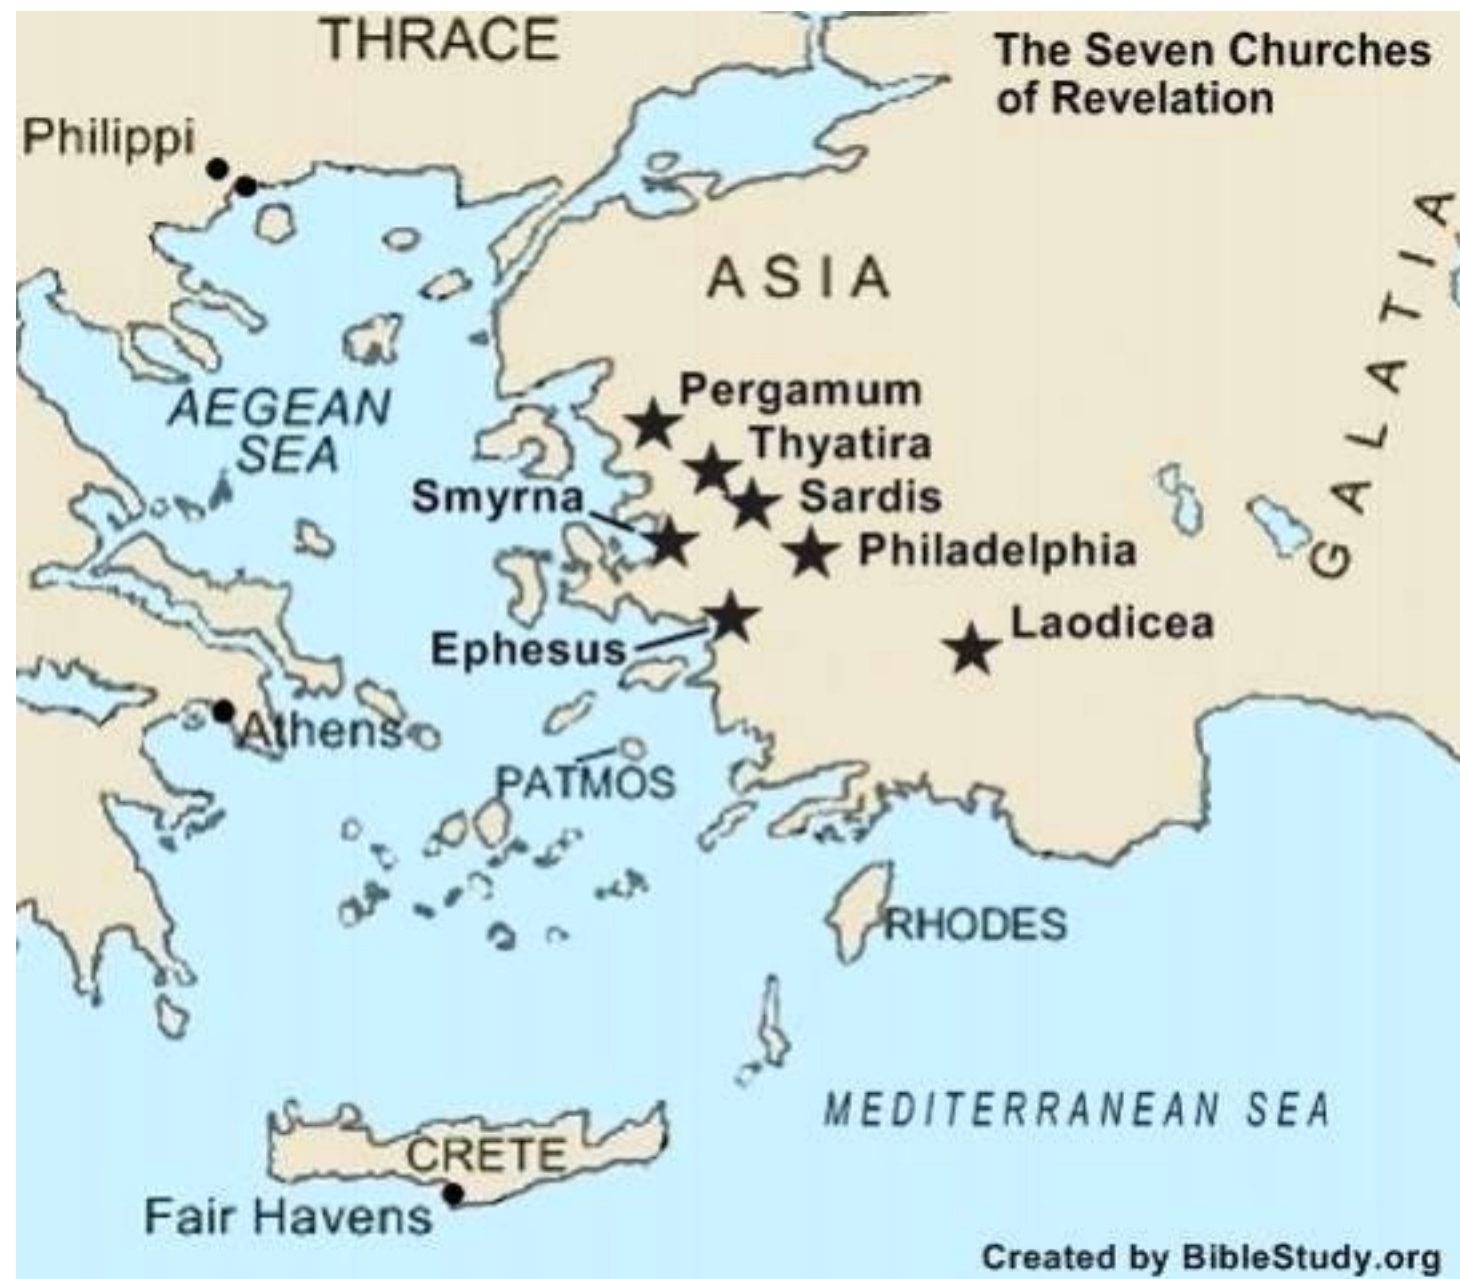 THRACE
The Seven Churches
of Revelation
Philippi
ASIA
GALATIA
AEGEAN
SEA
Pergamum
Thyatira
Smyrna
Sardis
Philadelphia
Ephesus
Laodicea
Athens
PATMOS
RHODES
MEDITERRANEAN SEA
CRETE
Fair Havens
Created by BibleStudy.org